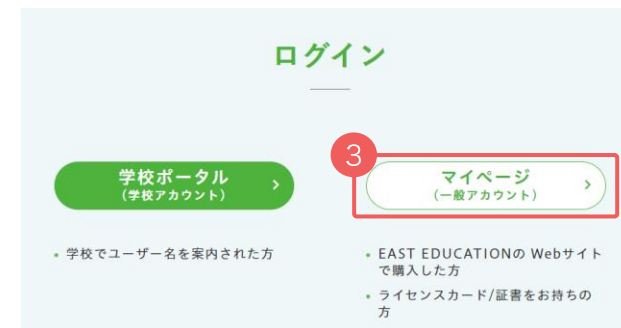 ログイン
学校ポータル
(学校アカウント)
・学校でユーザー名を案内された方
3
マイページ
(一般アカウント)
・EAST EDUCATIONの Webサイト
で購入した方
・ライセンスカード/証書をお持ちの
方